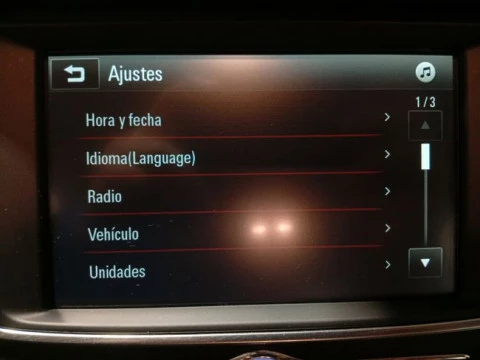 Ajustes
1/3
Hora y fecha
Idioma(Language)
Radio
Vehículo
Unidades